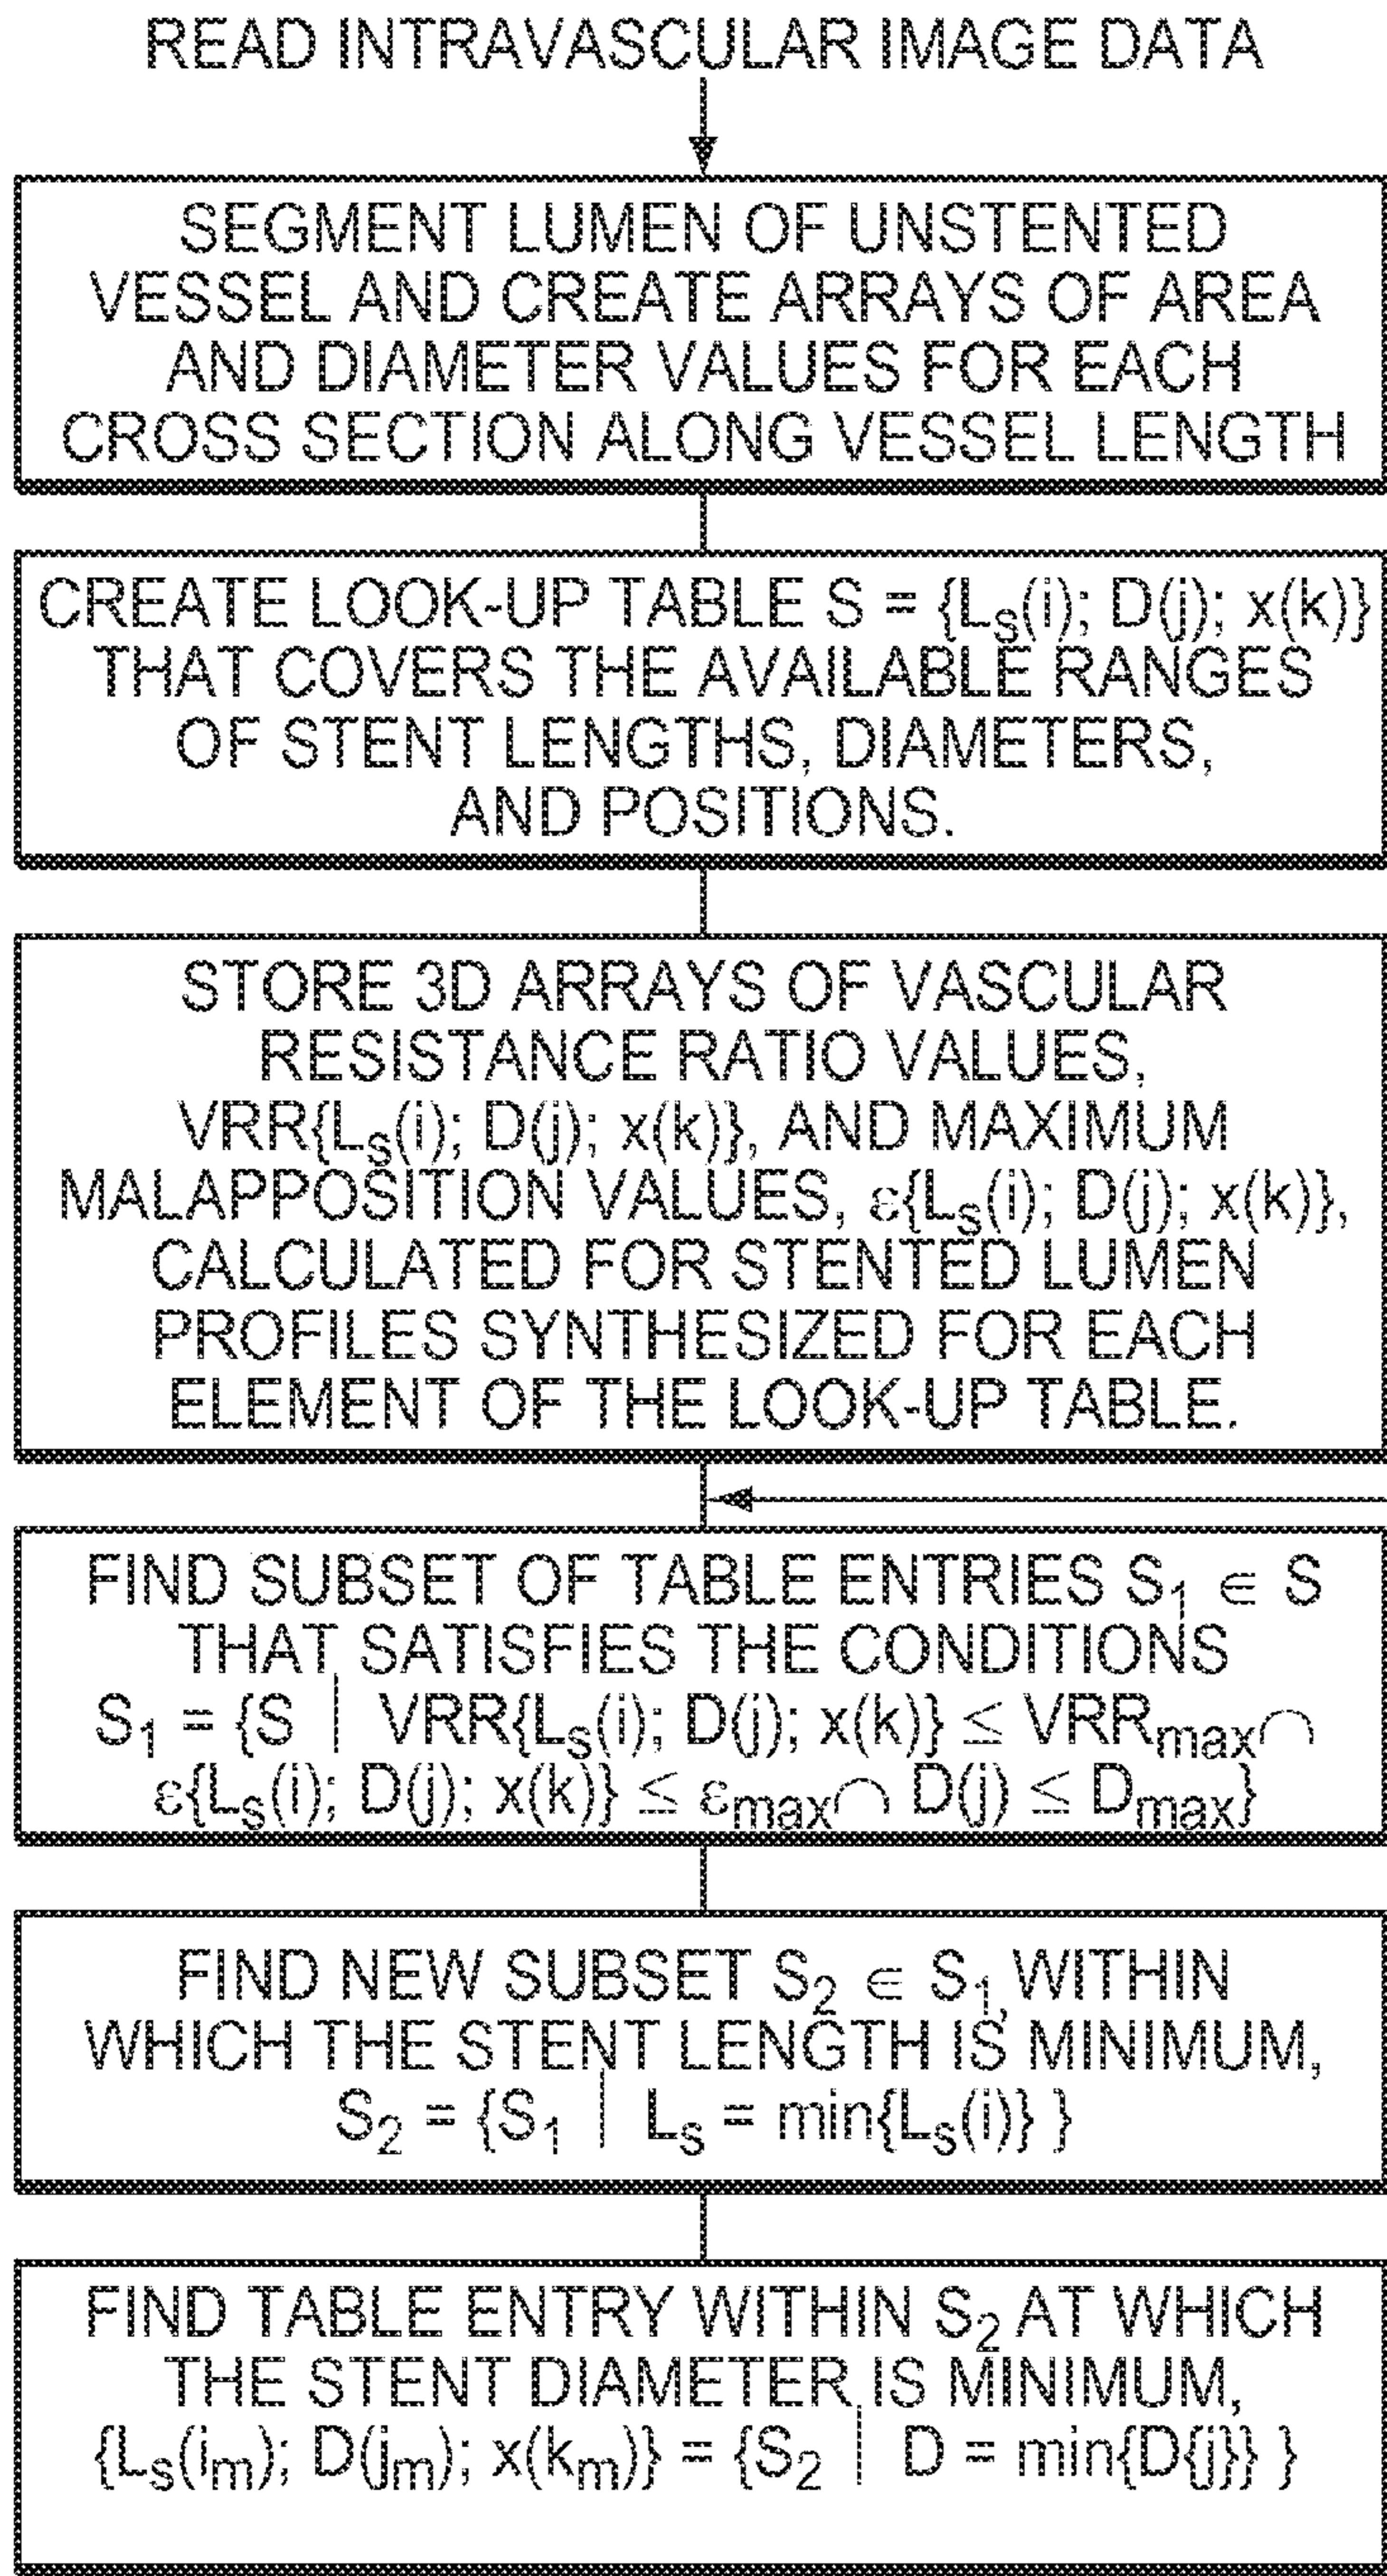 READ INTRAVASCULAR IMAGE DATA
SEGMENT LUMEN OF UNSTENTED
VESSEL AND CREATE ARRAYS OF AREA
AND DIAMETER VALUES FOR EACH
CROSS SECTION ALONG VESSEL LENGTH
CREATE LOOK-UP TABLE S = {Lₛ(i); D(j); x(k)}
THAT COVERS THE AVAILABLE RANGES
OF STENT LENGTHS, DIAMETERS,
AND POSITIONS.
STORE 3D ARRAYS OF VASCULAR
RESISTANCE RATIO VALUES,
VRR{Lₛ(i); D(j); x(k)}, AND MAXIMUM
MALAPPOSITION VALUES, ε{Lₛ(i); D(j); x(k)},
CALCULATED FOR STENTED LUMEN
PROFILES SYNTHESIZED FOR EACH
ELEMENT OF THE LOOK-UP TABLE.
FIND SUBSET OF TABLE ENTRIES S₁ ∈ S
THAT SATISFIES THE CONDITIONS
S₁ = {S | VRR{Lₛ(i); D(j); x(k)} ≤ VRRₘₐₓ∩
ε{Lₛ(i); D(j); x(k)} ≤ εₘₐₓ∩ D(j) ≤ Dₘₐₓ}
FIND NEW SUBSET S₂ ∈ S₁, WITHIN
WHICH THE STENT LENGTH IS MINIMUM,
S₂ = {S₁ | Lₛ = min{Lₛ(i)} }
FIND TABLE ENTRY WITHIN S₂ AT WHICH
THE STENT DIAMETER IS MINIMUM,
{Lₛ(iₘ); D(jₘ); x(kₘ)} = {S₂ | D = min{D{j}} }